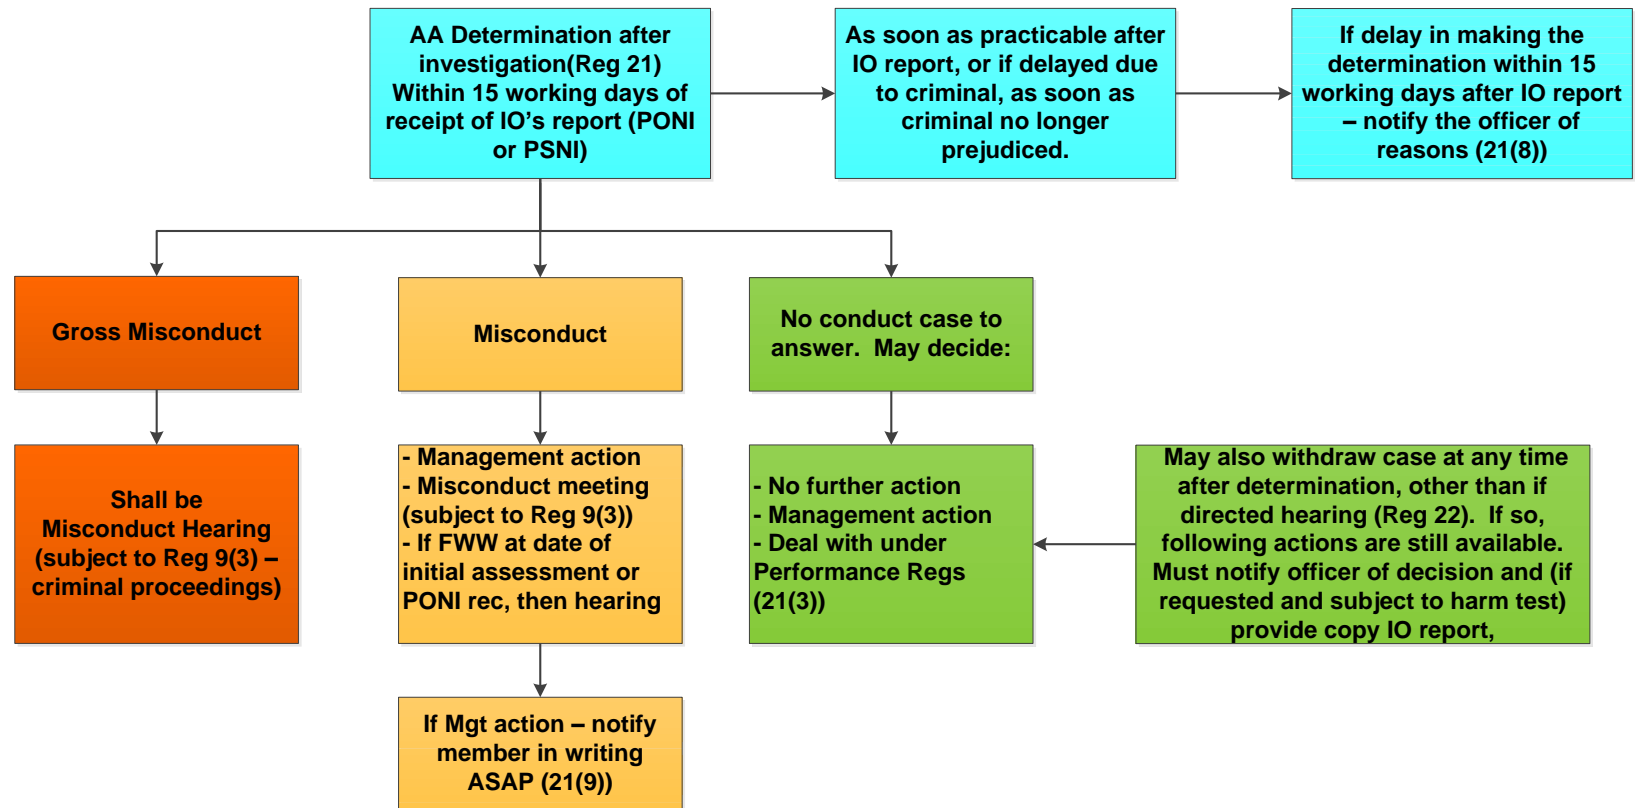 AA Determination after
investigation(Reg 21)
Within 15 working days of
receipt of IO’s report (PONI
or PSNI)
As soon as practicable after
IO report, or if delayed due
to criminal, as soon as
criminal no longer
prejudiced.
If delay in making the
determination within 15
working days after IO report
– notify the officer of
reasons (21(8))
Gross Misconduct
Misconduct
No conduct case to
answer.  May decide:
Shall be
Misconduct Hearing
(subject to Reg 9(3) –
criminal proceedings)
- Management action
- Misconduct meeting
(subject to Reg 9(3))
- If FWW at date of
initial assessment or
PONI rec, then hearing
- No further action
- Management action
- Deal with under
Performance Regs
(21(3))
May also withdraw case at any time
after determination, other than if
directed hearing (Reg 22).  If so,
following actions are still available.
Must notify officer of decision and (if
requested and subject to harm test)
provide copy IO report,
If Mgt action – notify
member in writing
ASAP (21(9))